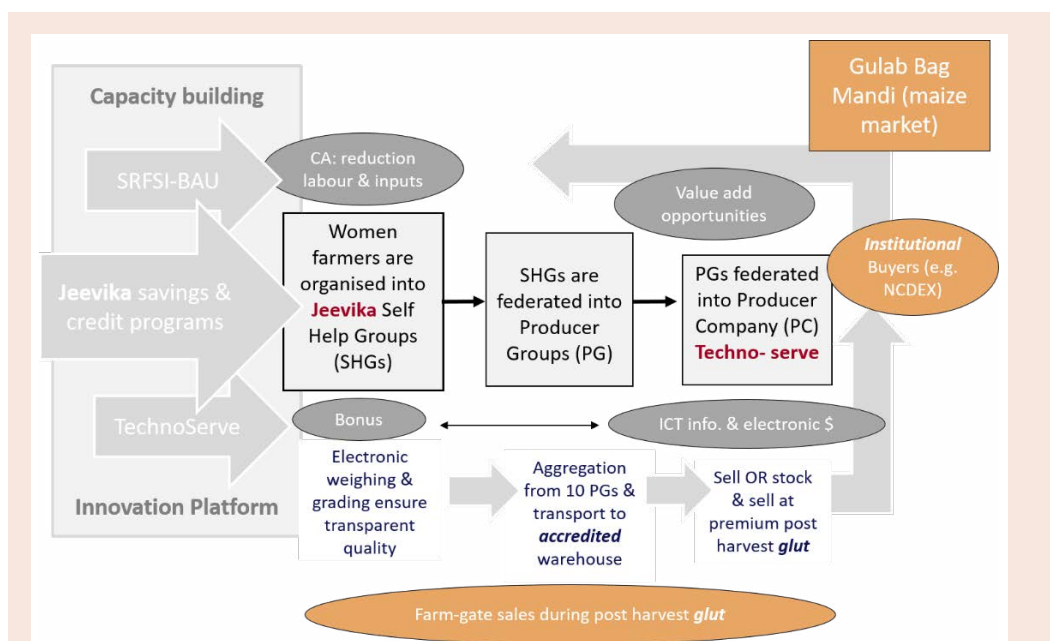 Capacity building
SRFSI-BAU
Jeevika savings &
credit programs
TechnoServe
Innovation Platform
CA: reduction
labour & inputs
Women
farmers are
organised into
Jeevika Self
Help Groups
(SHGs)
SHGs are
federated into
Producer
Groups (PG)
Value add
opportunities
PGs federated
into Producer
Company (PC)
Techno- serve
Gulab Bag
Mandi (maize
market)
Institutional
Buyers (e.g.
NCDEX)
Bonus
ICT info. & electronic $
Electronic
weighing &
grading ensure
transparent
quality
Aggregation
from 10 PGs &
transport to
accredited
warehouse
Sell OR stock
& sell at
premium post
harvest glut
Farm-gate sales during post harvest glut